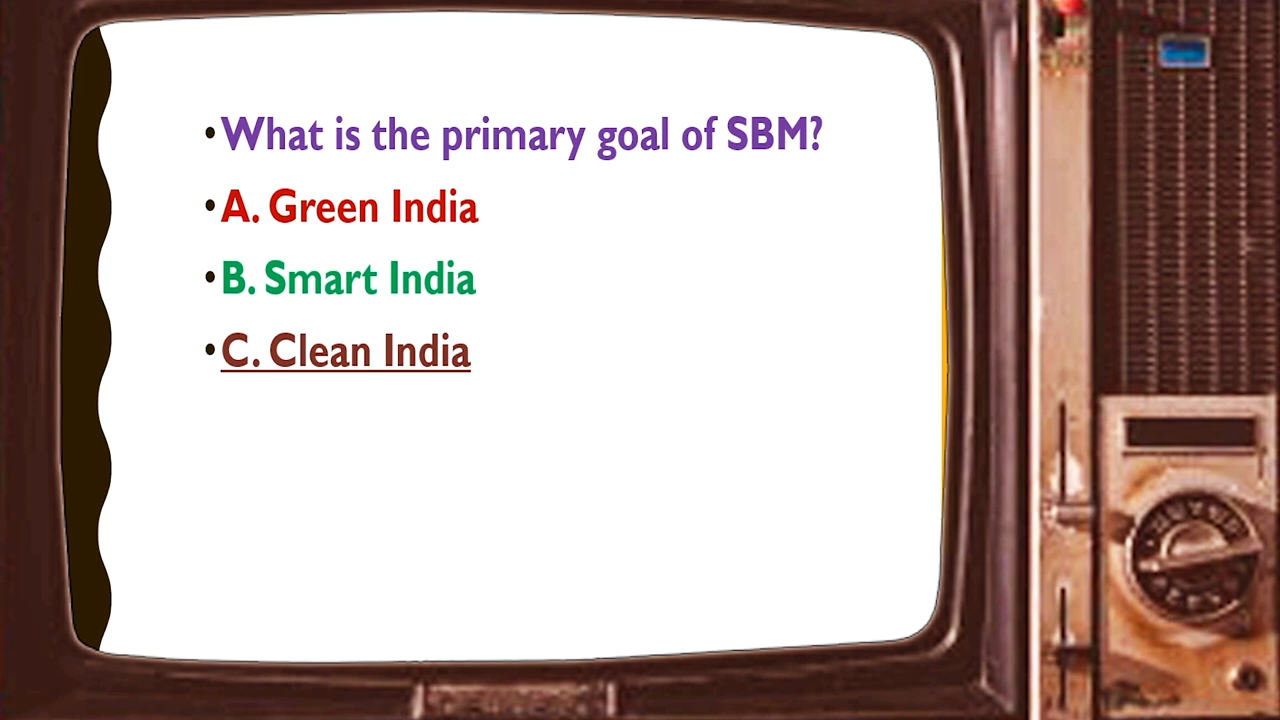 •What is the primary goal of SBM?
•A. Green India
•B. Smart India
•C. Clean India